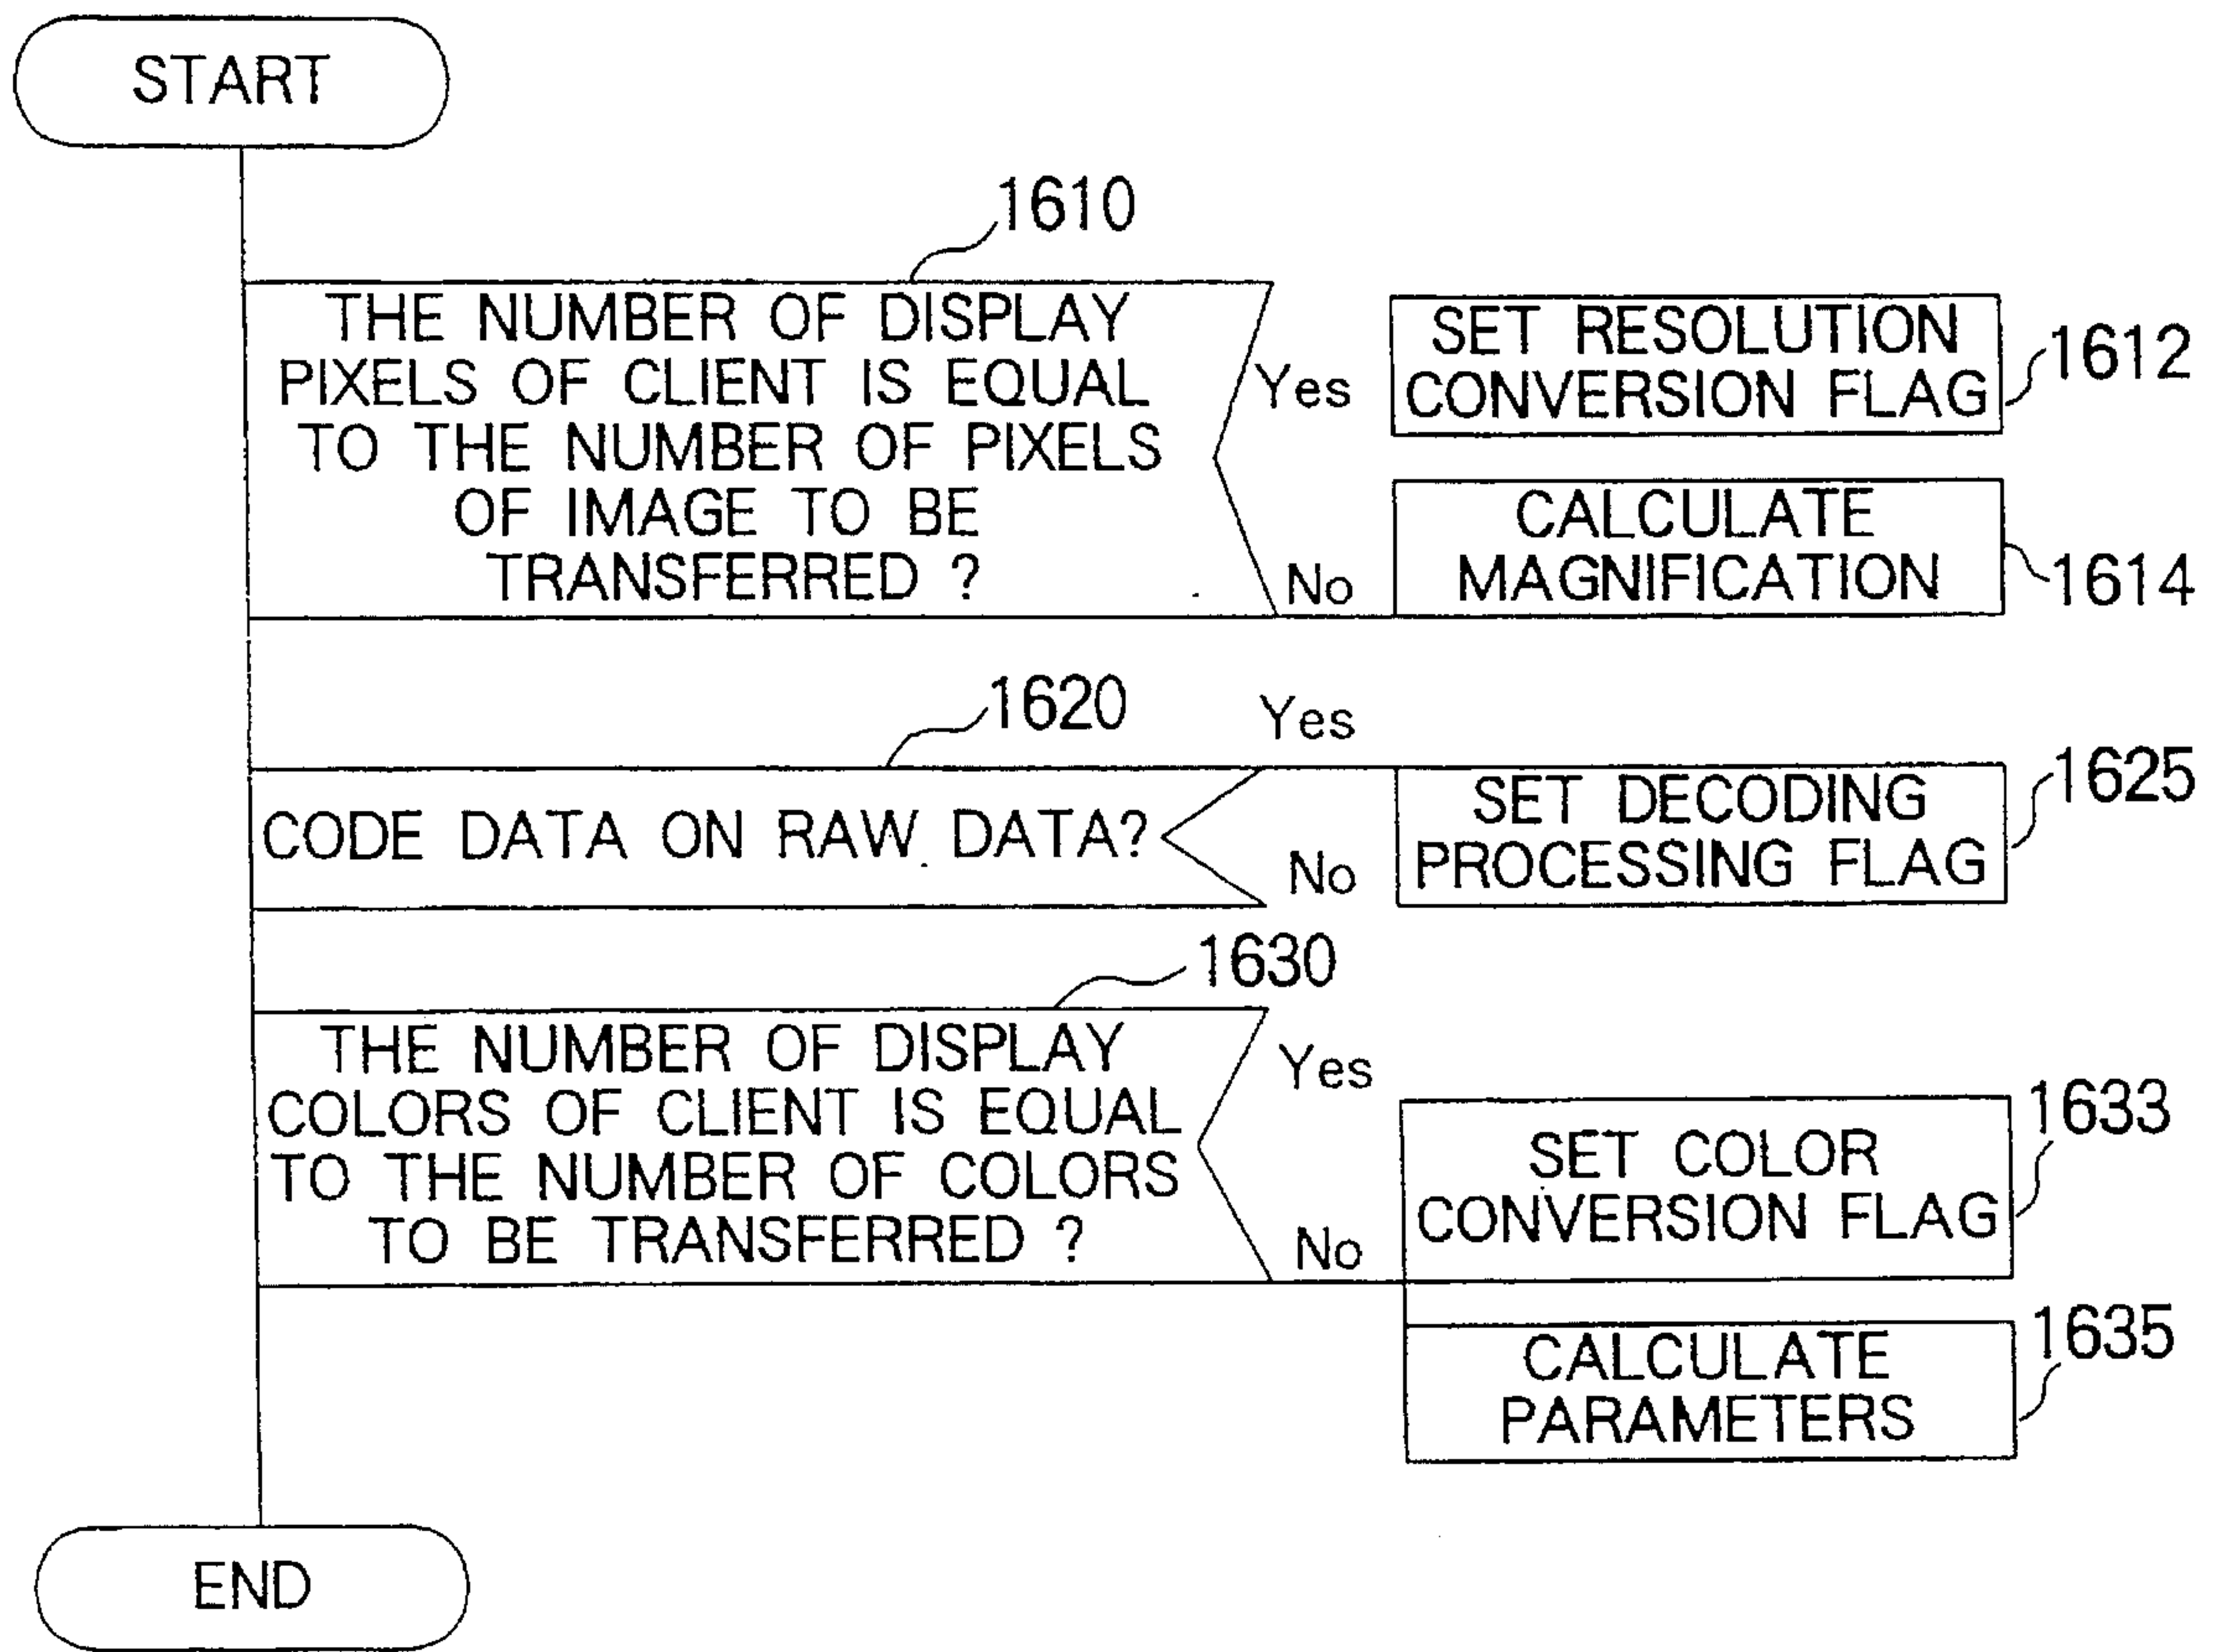 START
1610
THE NUMBER OF DISPLAY
PIXELS OF CLIENT IS EQUAL
TO THE NUMBER OF PIXELS
OF IMAGE TO BE
TRANSFERRED ?
Yes
No
SET RESOLUTION
CONVERSION FLAG
1612
CALCULATE
MAGNIFICATION
1614
1620
CODE DATA ON RAW DATA?
Yes
No
SET DECODING
PROCESSING FLAG
1625
1630
THE NUMBER OF DISPLAY
COLORS OF CLIENT IS EQUAL
TO THE NUMBER OF COLORS
TO BE TRANSFERRED ?
Yes
No
SET COLOR
CONVERSION FLAG
1633
CALCULATE
PARAMETERS
1635
END